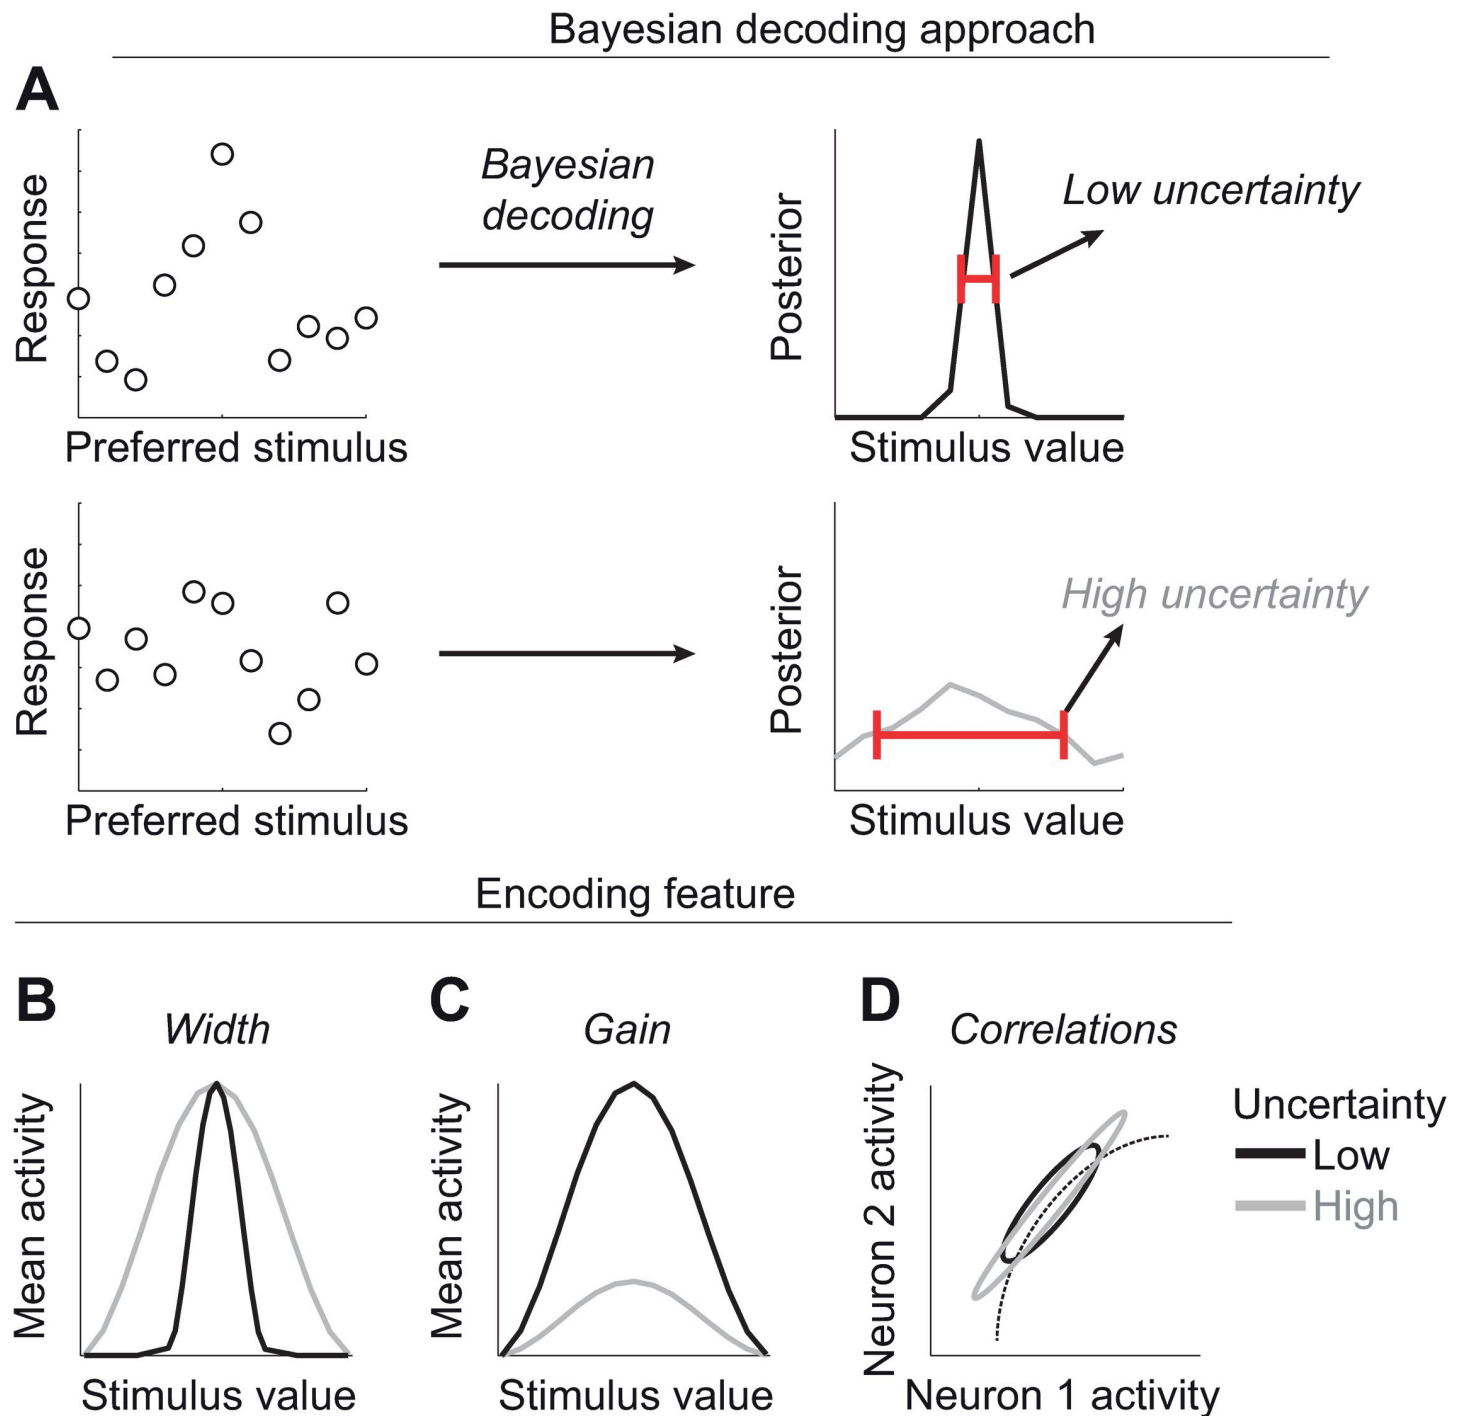 Bayesian decoding approach
A
Response
Preferred stimulus
Bayesian
decoding
Posterior
Stimulus value
Low uncertainty
Response
Preferred stimulus
Posterior
Stimulus value
High uncertainty
Encoding feature
B
Width
Mean activity
Stimulus value
C
Gain
Mean activity
Stimulus value
D
Correlations
Neuron 2 activity
Neuron 1 activity
Uncertainty
Low
High